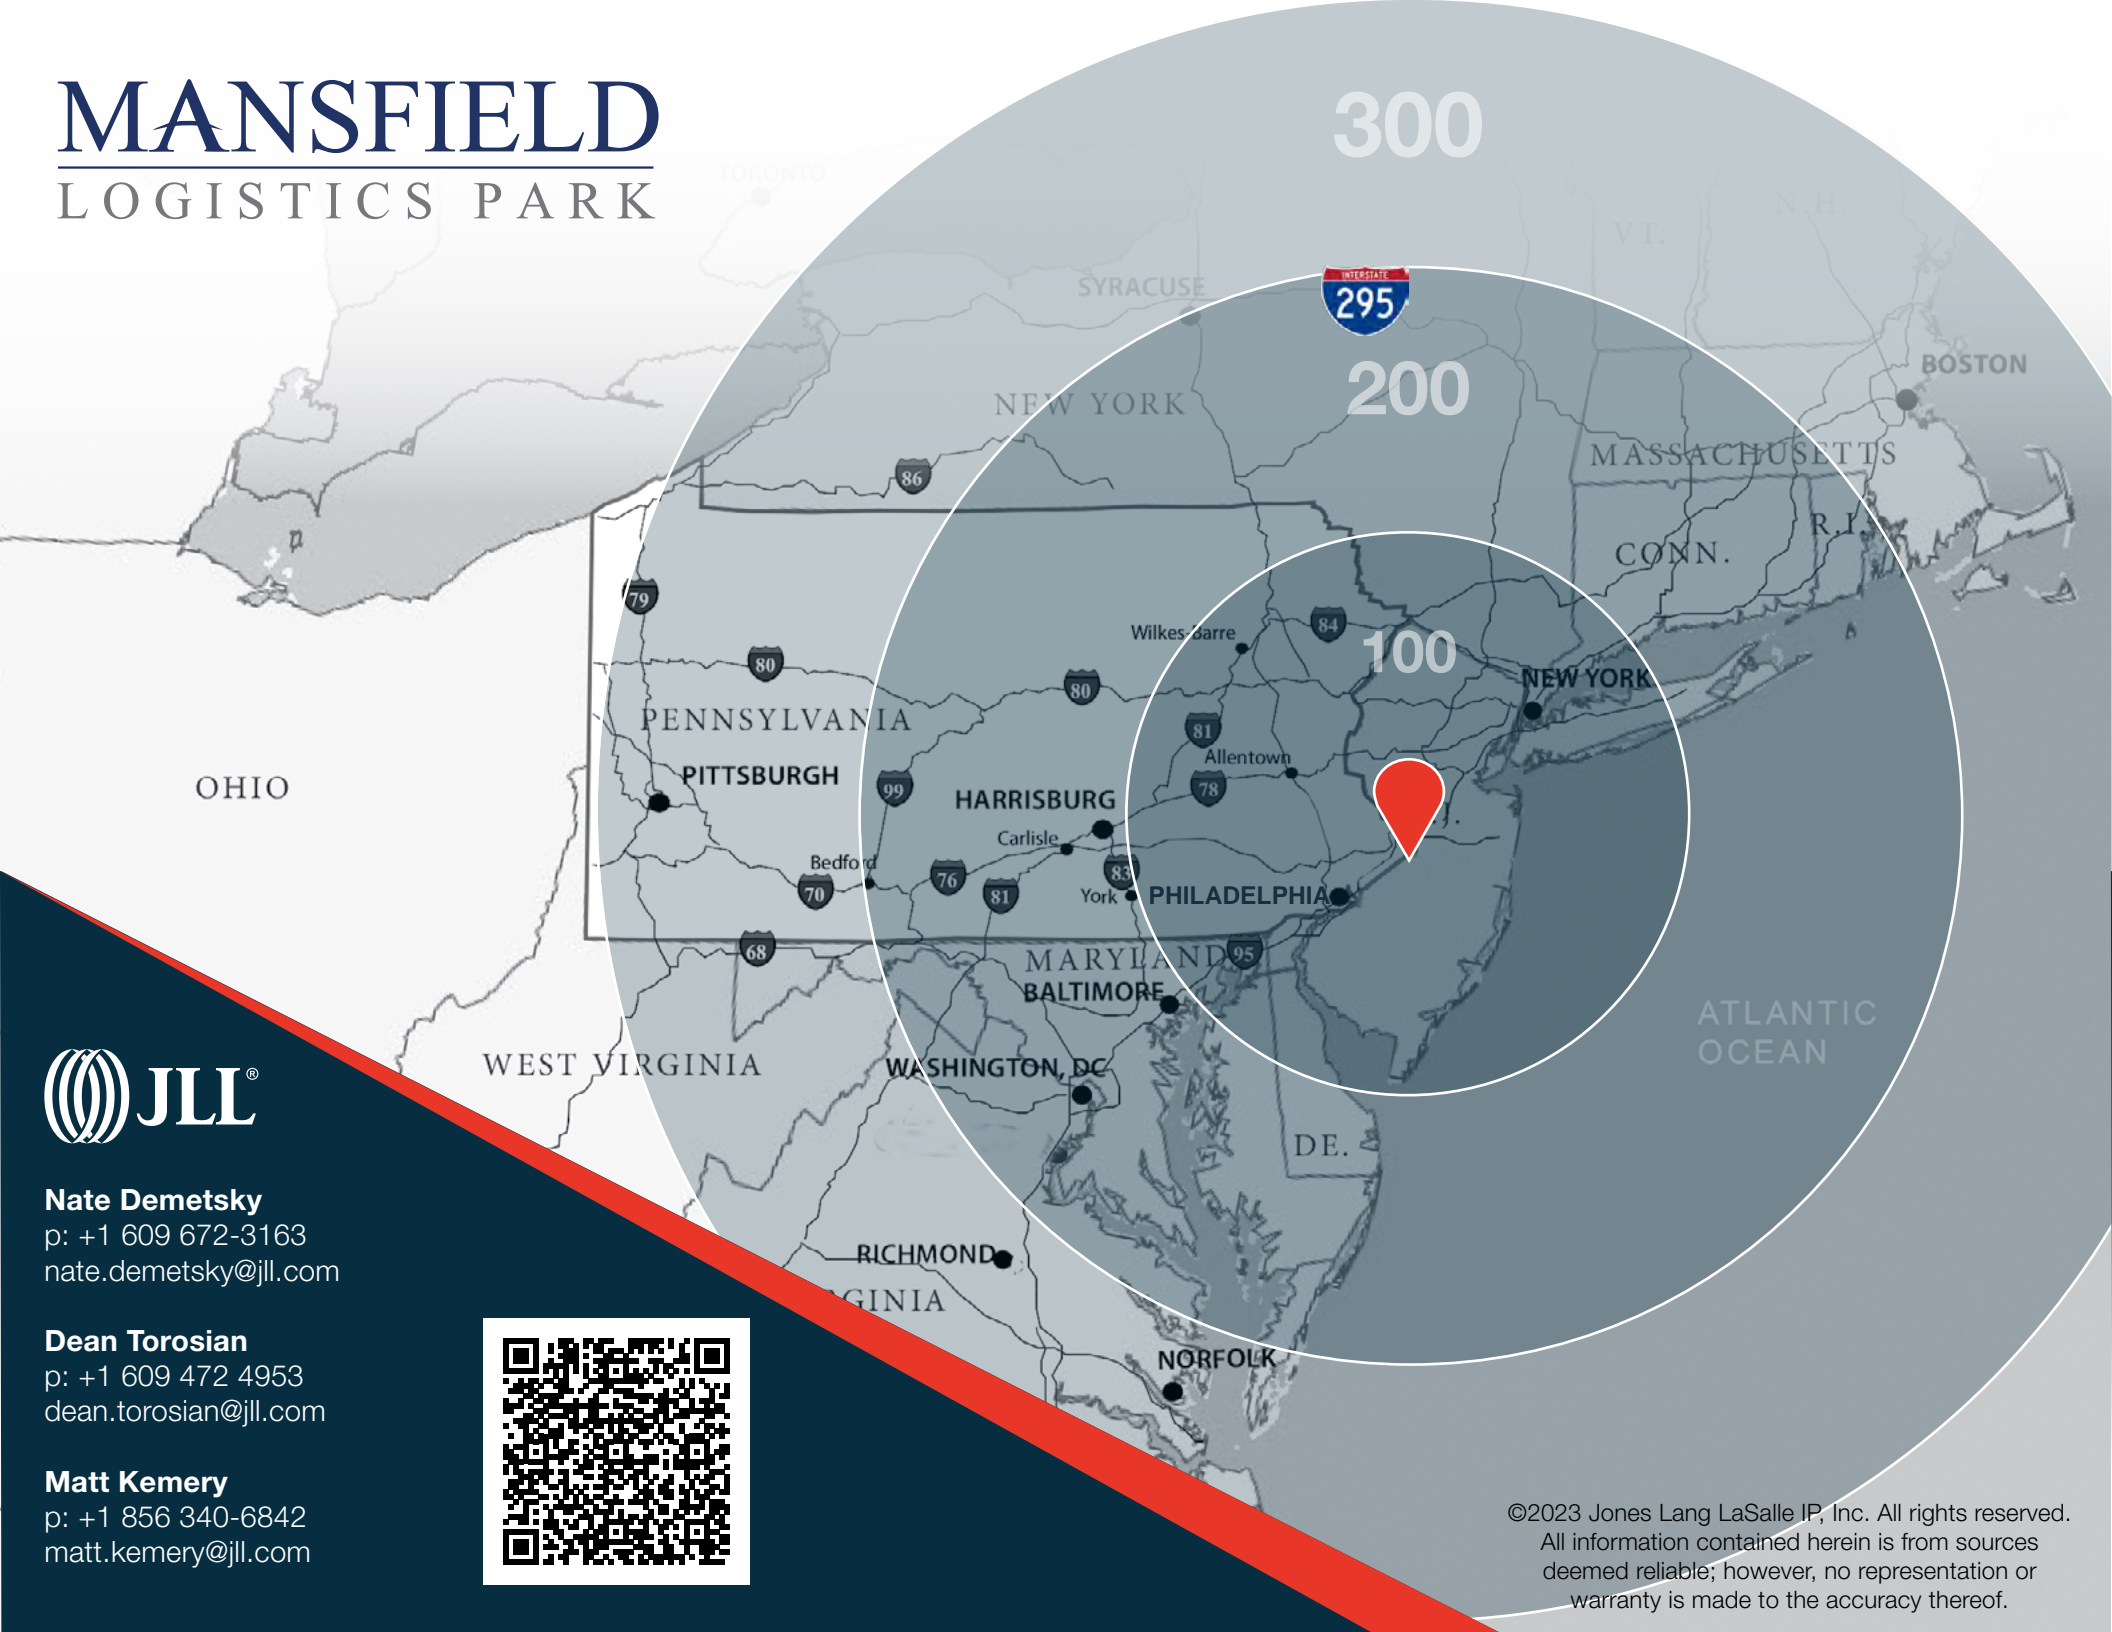 MANSFIELD
LOGISTICS PARK
300
TORONTO
N.H.
VT.
SYRACUSE
INTERSTATE
295
BOSTON
200
NEW YORK
MASSACHUSETTS
86
R.I.
CONN.
79
84
Wilkes-Barre
100
80
80
NEW YORK
PENNSYLVANIA
81
Allentown
PITTSBURGH
OHIO
99
78
HARRISBURG
Carlisle
Bedford
76
83
70
81
York
PHILADELPHIA
68
MARYLAND
95
BALTIMORE
ATLANTIC
OCEAN
WEST VIRGINIA
WASHINGTON, DC
DE.
RICHMOND
GINIA
NORFOLK
JLL®
Nate Demetsky
p: +1 609 672-3163
nate.demetsky@jll.com
Dean Torosian
p: +1 609 472 4953
dean.torosian@jll.com
Matt Kemery
p: +1 856 340-6842
matt.kemery@jll.com
©2023 Jones Lang LaSalle IP, Inc. All rights reserved.
All information contained herein is from sources
deemed reliable; however, no representation or
warranty is made to the accuracy thereof.